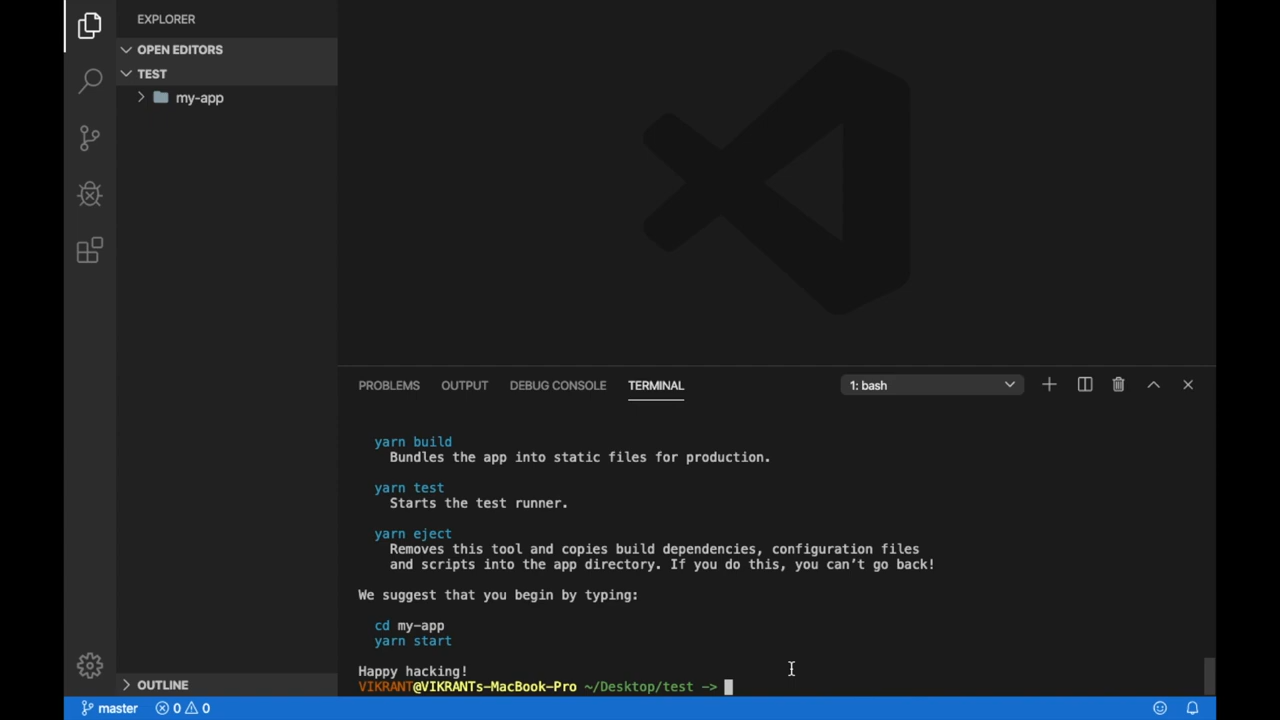 EXPLORER
OPEN EDITORS
TEST
my-app
PROBLEMS OUTPUT DEBUG CONSOLE TERMINAL 1: bash
yarn build
Bundles the app into static files for production.
yarn test
Starts the test runner.
yarn eject
Removes this tool and copies build dependencies, configuration files
and scripts into the app directory. If you do this, you can’t go back!
We suggest that you begin by typing:
cd my-app
yarn start
Happy hacking!
VIKRANT@VIKRANTs-MacBook-Pro ~/Desktop/test ->
OUTLINE
master 0 0